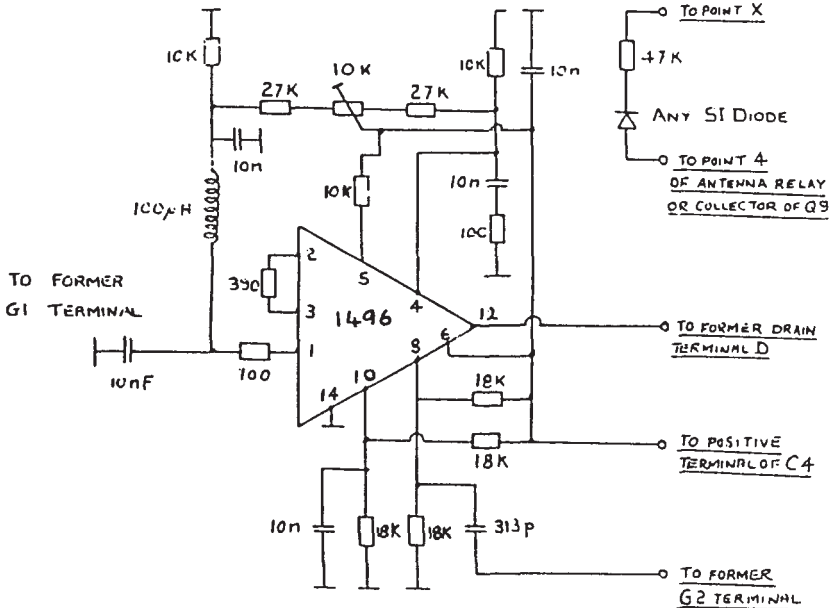 TO POINT X
10K
10K
10n
47K
27K
10K
27K
ANY SI DIODE
10n
TO POINT 4
OF ANTENNA RELAY
OR COLLECTOR OF Q9
10K
10n
100µH
100
2
5
4
390
TO FORMER
G1 TERMINAL
3
1496
12
TO FORMER DRAIN
TERMINAL D
1
8
6
10nF
100
14
10
18K
18K
TO POSITIVE
TERMINAL OF C4
10n
18K
18K
313p
TO FORMER
G2 TERMINAL